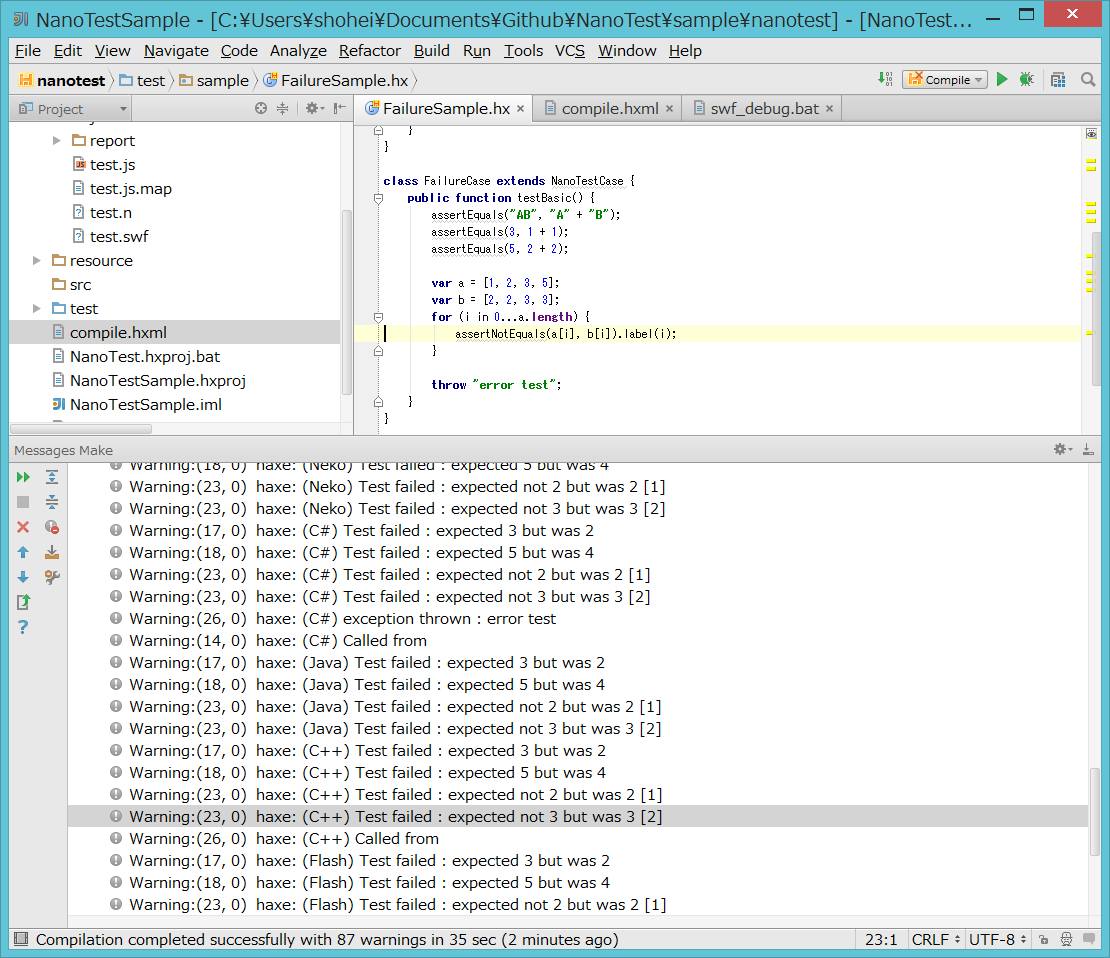 NanoTestSample - [C:¥Users¥shohei¥Documents¥Github¥NanoTest¥sample¥nanotest] - [NanoTest...
File Edit View Navigate Code Analyze Refactor Build Run Tools VCS Window Help
nanotest test sample FailureSample.hx Compile
Project
FailureSample.hx compile.hxml swf_debug.bat
report
test.js
test.js.map
test.n
test.swf
resource
src
test
compile.hxml
NanoTest.hxproj.bat
NanoTestSample.hxproj
NanoTestSample.iml
}
}
class FailureCase extends NanoTestCase {
public function testBasic() {
assertEquals("AB", "A" + "B");
assertEquals(3, 1 + 1);
assertEquals(5, 2 + 2);
var a = [1, 2, 3, 5];
var b = [2, 2, 3, 3];
for (i in 0...a.length) {
assertNotEquals(a[i], b[i]).label(i);
}
throw "error test";
}
}
Messages Make
Warning:(18, 0) haxe: (Neko) Test failed : expected 5 but was 4
Warning:(23, 0) haxe: (Neko) Test failed : expected not 2 but was 2 [1]
Warning:(23, 0) haxe: (Neko) Test failed : expected not 3 but was 3 [2]
Warning:(17, 0) haxe: (C#) Test failed : expected 3 but was 2
Warning:(18, 0) haxe: (C#) Test failed : expected 5 but was 4
Warning:(23, 0) haxe: (C#) Test failed : expected not 2 but was 2 [1]
Warning:(23, 0) haxe: (C#) Test failed : expected not 3 but was 3 [2]
Warning:(26, 0) haxe: (C#) exception thrown : error test
Warning:(14, 0) haxe: (C#) Called from
Warning:(17, 0) haxe: (Java) Test failed : expected 3 but was 2
Warning:(18, 0) haxe: (Java) Test failed : expected 5 but was 4
Warning:(23, 0) haxe: (Java) Test failed : expected not 2 but was 2 [1]
Warning:(23, 0) haxe: (Java) Test failed : expected not 3 but was 3 [2]
Warning:(17, 0) haxe: (C++) Test failed : expected 3 but was 2
Warning:(18, 0) haxe: (C++) Test failed : expected 5 but was 4
Warning:(23, 0) haxe: (C++) Test failed : expected not 2 but was 2 [1]
Warning:(23, 0) haxe: (C++) Test failed : expected not 3 but was 3 [2]
Warning:(26, 0) haxe: (C++) Called from
Warning:(17, 0) haxe: (Flash) Test failed : expected 3 but was 2
Warning:(18, 0) haxe: (Flash) Test failed : expected 5 but was 4
Warning:(23, 0) haxe: (Flash) Test failed : expected not 2 but was 2 [1]
Compilation completed successfully with 87 warnings in 35 sec (2 minutes ago) 23:1 CRLF UTF-8